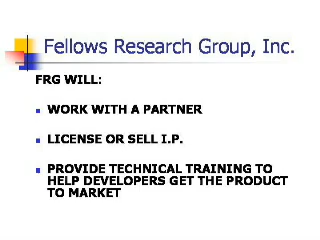 Fellows Research Group, Inc.
FRG WILL:
WORK WITH A PARTNER
LICENSE OR SELL I.P.
PROVIDE TECHNICAL TRAINING TO
HELP DEVELOPERS GET THE PRODUCT
TO MARKET